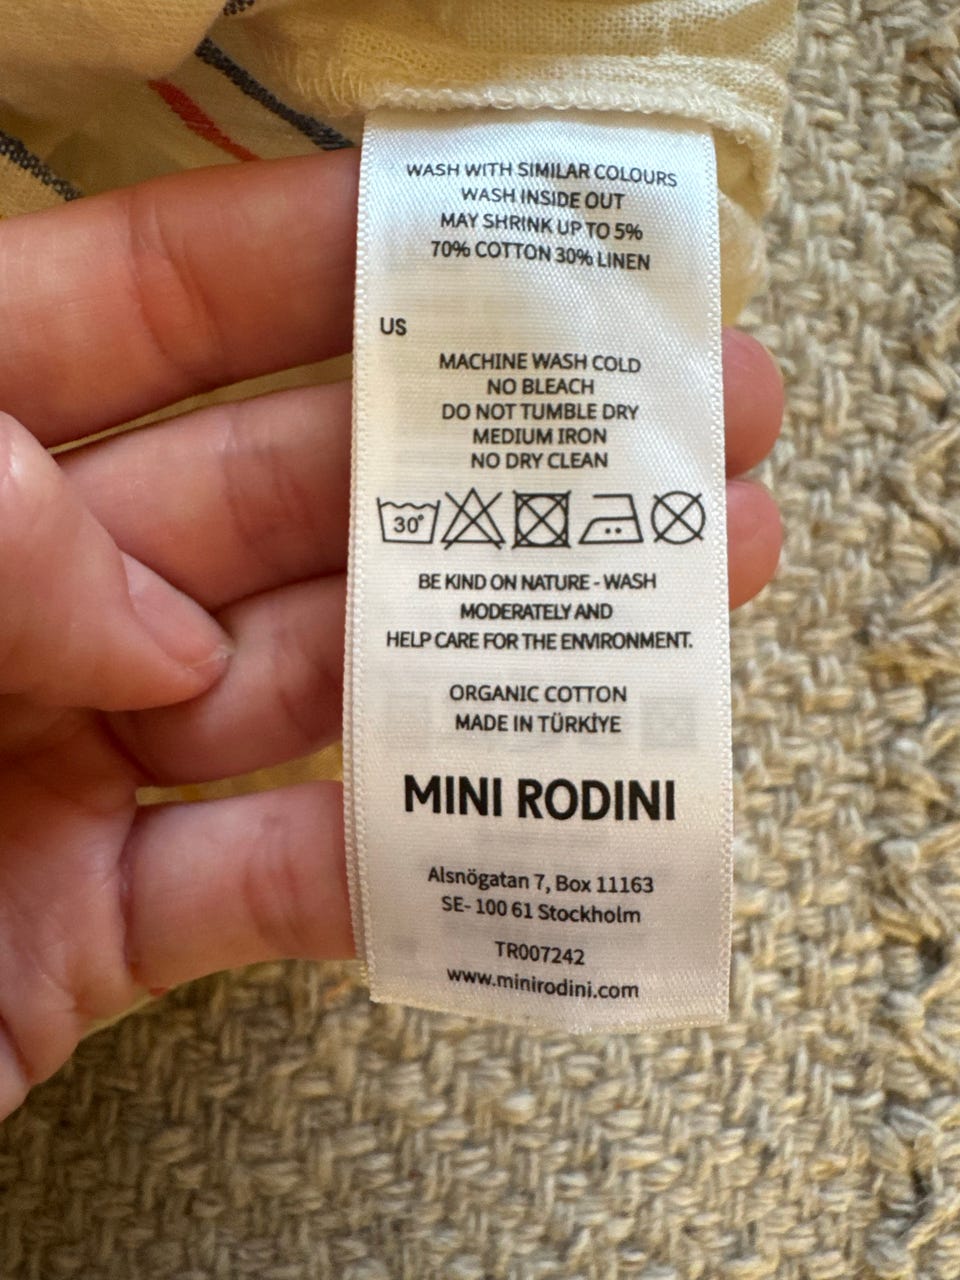 WASH WITH SIMILAR COLOURS
WASH INSIDE OUT
MAY SHRINK UP TO 5%
70% COTTON 30% LINEN
US
MACHINE WASH COLD
NO BLEACH
DO NOT TUMBLE DRY
MEDIUM IRON
NO DRY CLEAN
30°
BE KIND ON NATURE - WASH
MODERATELY AND
HELP CARE FOR THE ENVIRONMENT.
ORGANIC COTTON
MADE IN TÜRKİYE
MINI RODINI
Alsnögatan 7, Box 11163
SE- 100 61 Stockholm
TR007242
www.minirodini.com